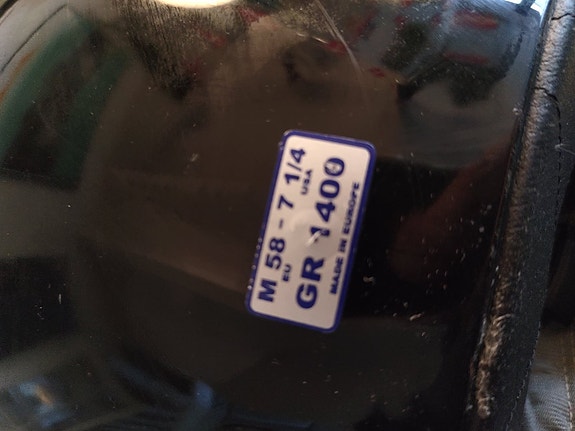 M 58 - 7 1/4
EU USA
GR 1400
MADE IN EUROPE